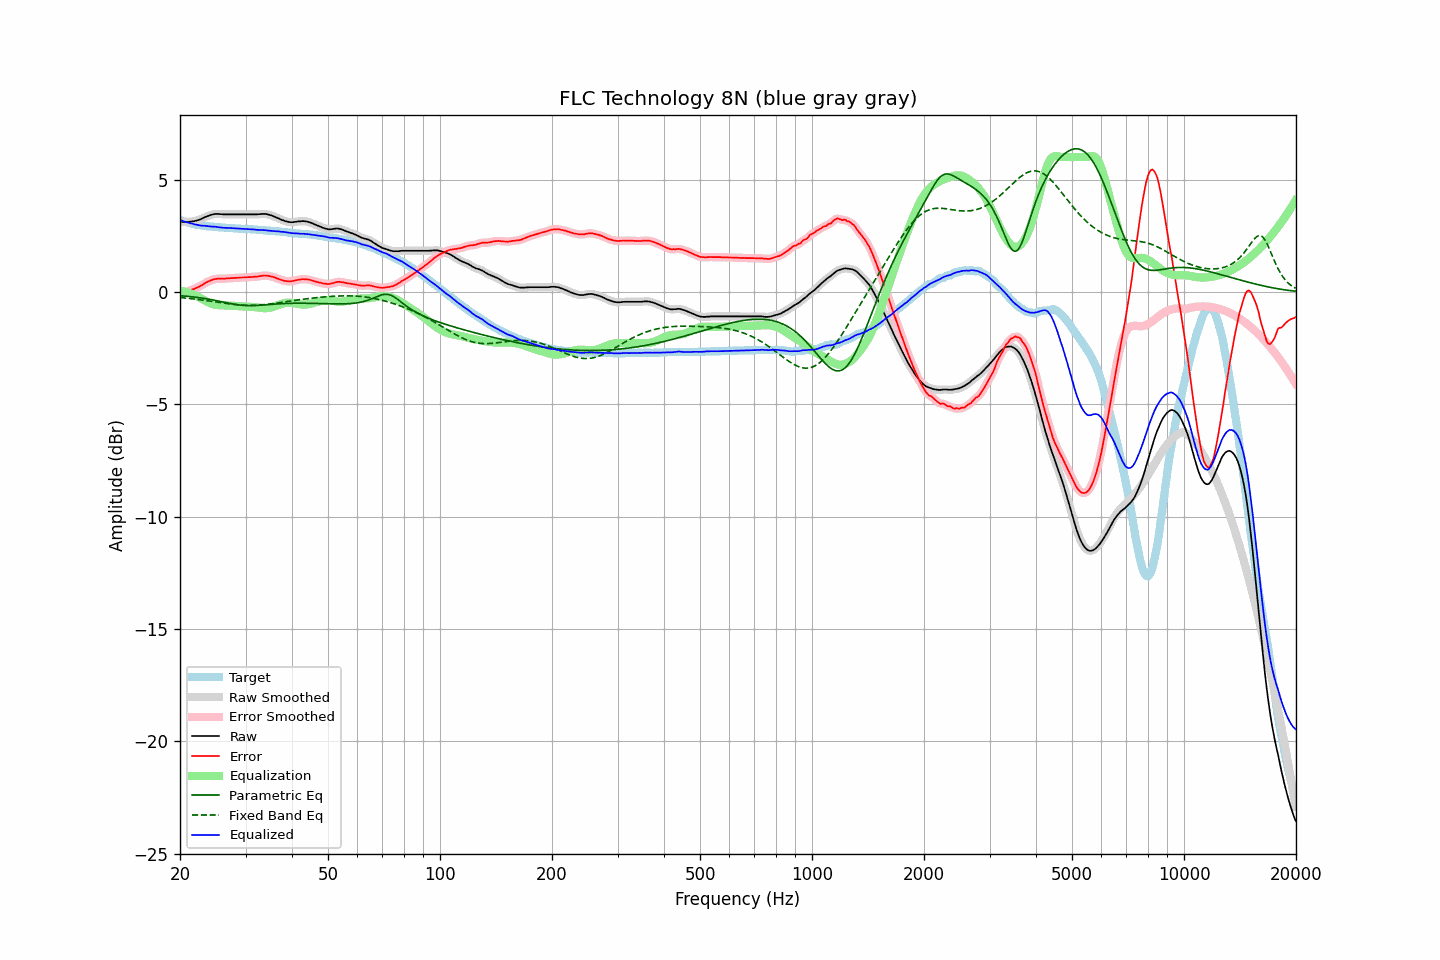 FLC Technology 8N (blue gray gray)
Amplitude (dBr)
5
0
−5
−10
−15
−20
−25
Target
Raw Smoothed
Error Smoothed
Raw
Error
Equalization
Parametric Eq
Fixed Band Eq
Equalized
20 50 100 200 500 1000 2000 5000 10000 20000
Frequency (Hz)